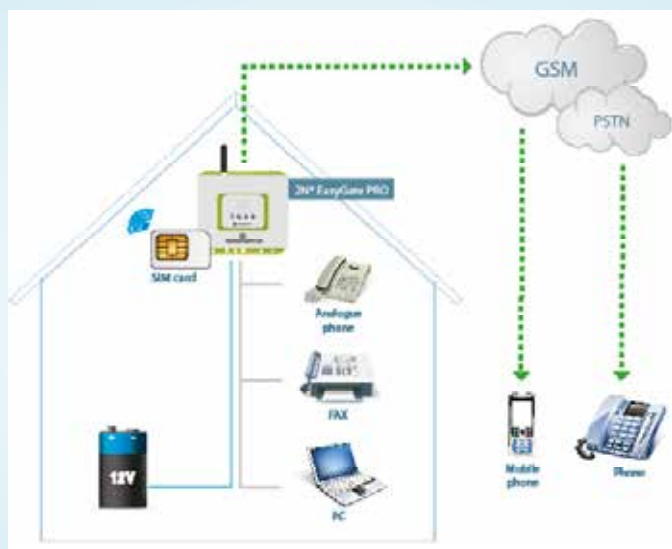 GSM
PSTN
2N® EasyGate PRO
SIM card
Analogue
phone
FAX
12V
PC
Mobile
phone
Phone